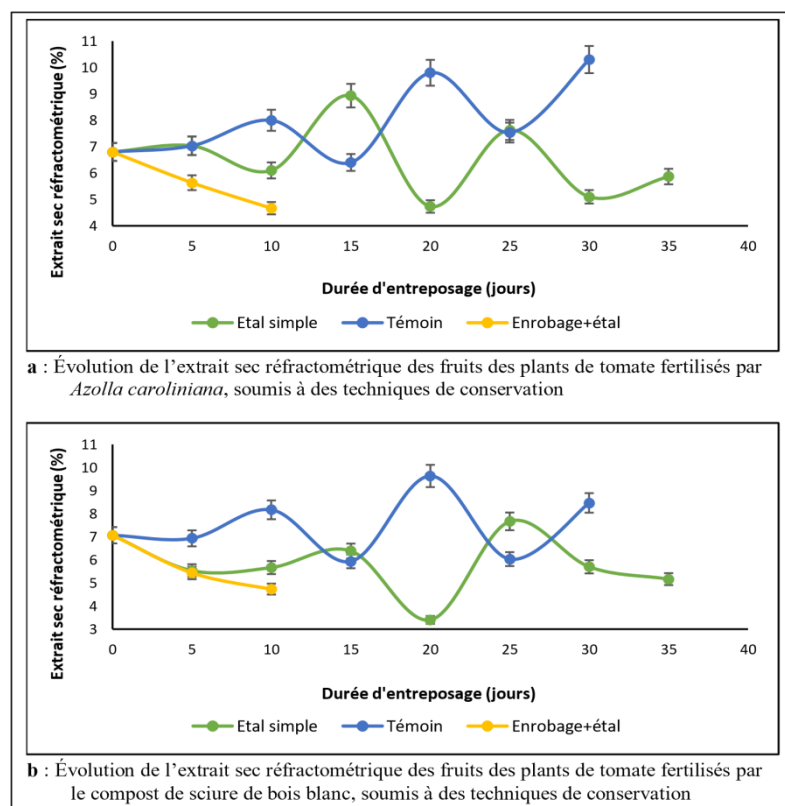 Extrait sec réfractométrique (%)
11
10
9
8
7
6
5
4
0 5 10 15 20 25 30 35 40
Durée d'entreposage (jours)
Etal simple Témoin Enrobage+étal
a : Évolution de l’extrait sec réfractométrique des fruits des plants de tomate fertilisés par
Azolla caroliniana, soumis à des techniques de conservation
Extrait sec réfractométrique (%)
11
10
9
8
7
6
5
4
3
0 5 10 15 20 25 30 35 40
Durée d'entreposage (jours)
Etal simple Témoin Enrobage+étal
b : Évolution de l’extrait sec réfractométrique des fruits des plants de tomate fertilisés par
le compost de sciure de bois blanc, soumis à des techniques de conservation